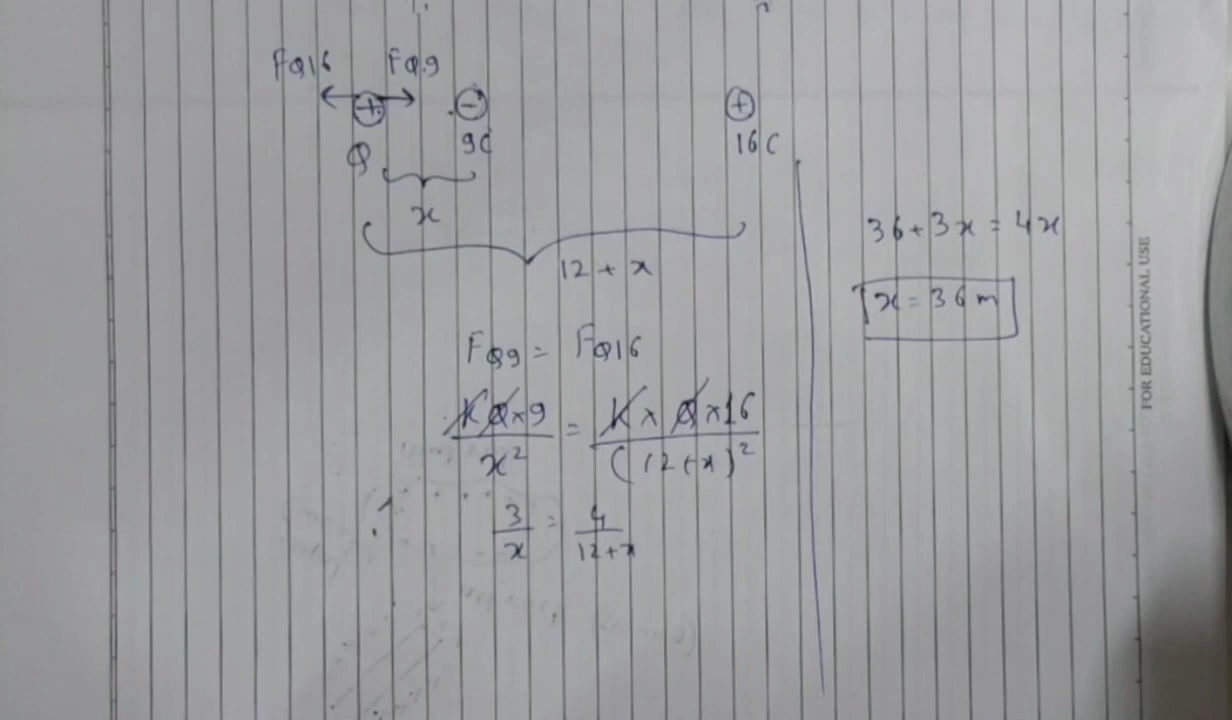 FQ16 FQ9
+ - +
Q 9C 16C
x
12 + x
FQ9 = FQ16
KQ×9 / x² = K×Q×16 / (12+x)²
3/x = 4/12+x
36+3x = 4x
x = 36 m
FOR EDUCATIONAL USE